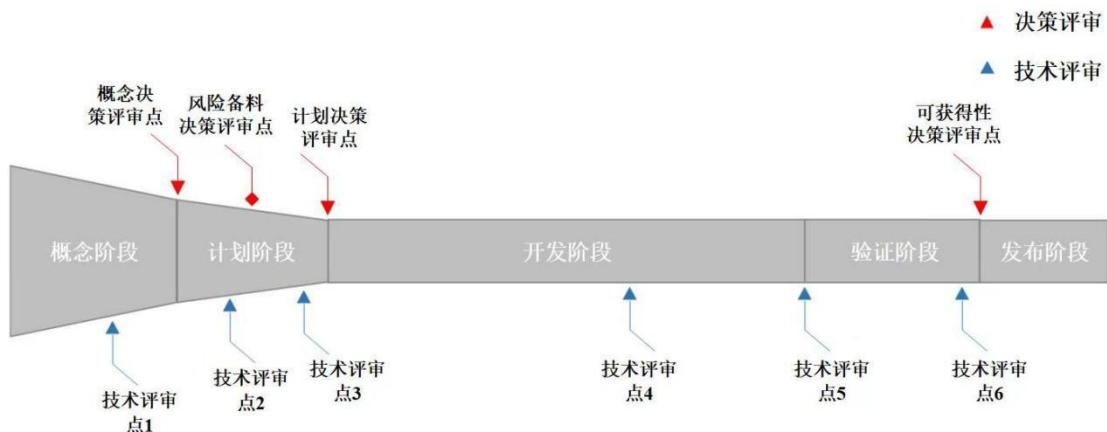 决策评审
技术评审
概念决
策评审点
风险备料
决策评审点
计划决策
评审点
可获得性
决策评审点
概念阶段
计划阶段
开发阶段
验证阶段
发布阶段
技术评审
点1
技术评审
点2
技术评审
点3
技术评审
点4
技术评审
点5
技术评审
点6